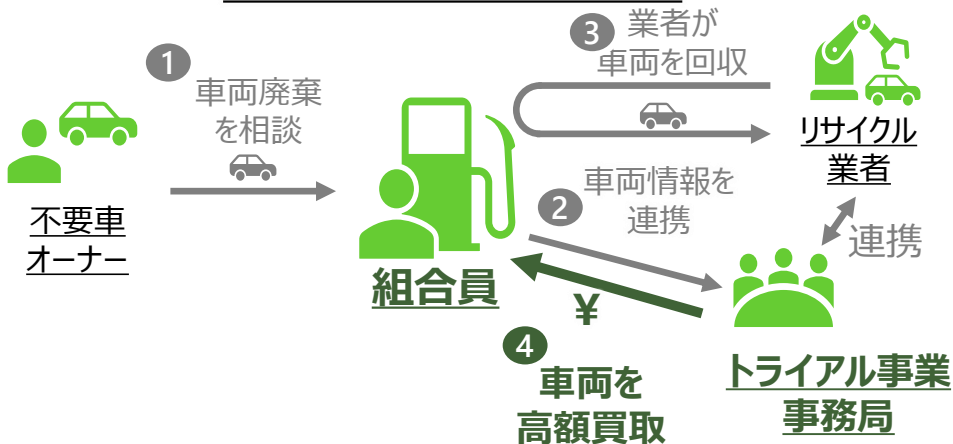 1
車両廃棄
を相談
不要車
オーナー
組合員
3
業者が
車両を回収
リサイクル
業者
2
車両情報を
連携
連携
¥
4
車両を
高額買取
トライアル事業
事務局